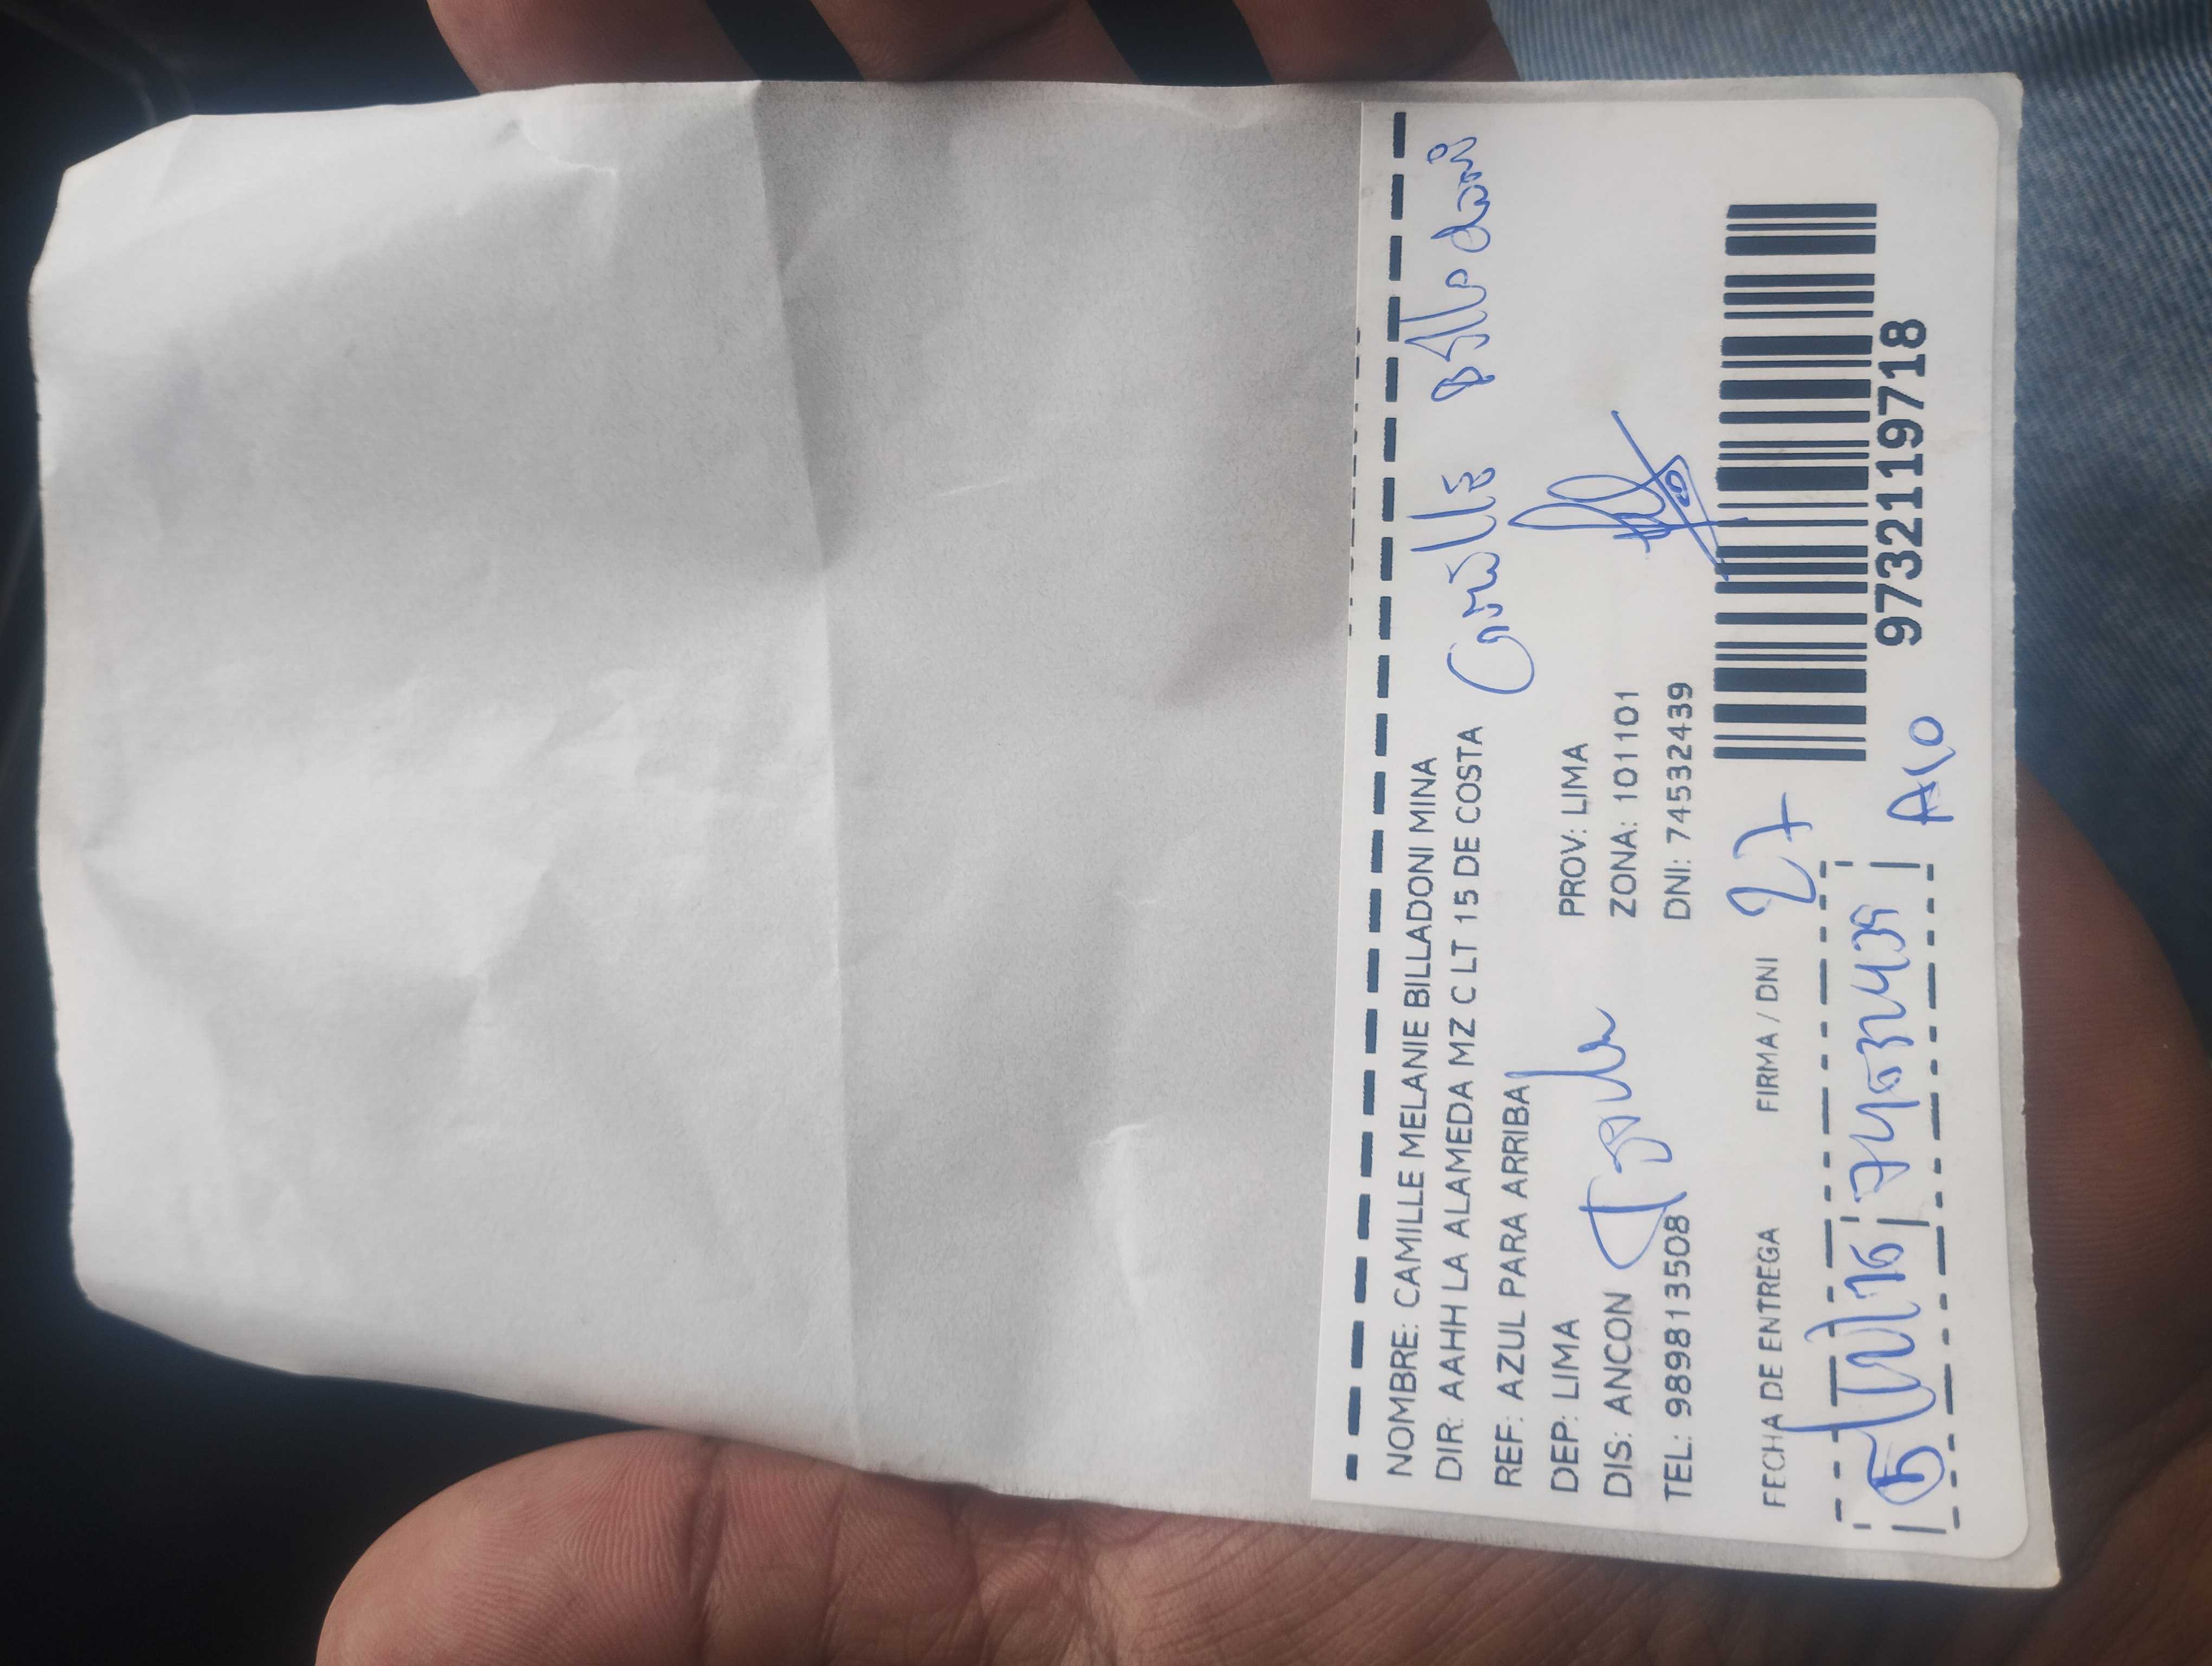 NOMBRE: CAMILLE MELANIE BILLADONI MINA
DIR: AAHH LA ALAMEDA MZ C LT 15 DE COSTA
Camille Billadoni
REF: AZUL PARA ARRIBA
DEP: LIMA PROV: LIMA
DIS: ANCON ZONA: 101101
TEL: 989813508 DNI: 74532439
FECHA DE ENTREGA FIRMA / DNI 27
74532439
9732119718